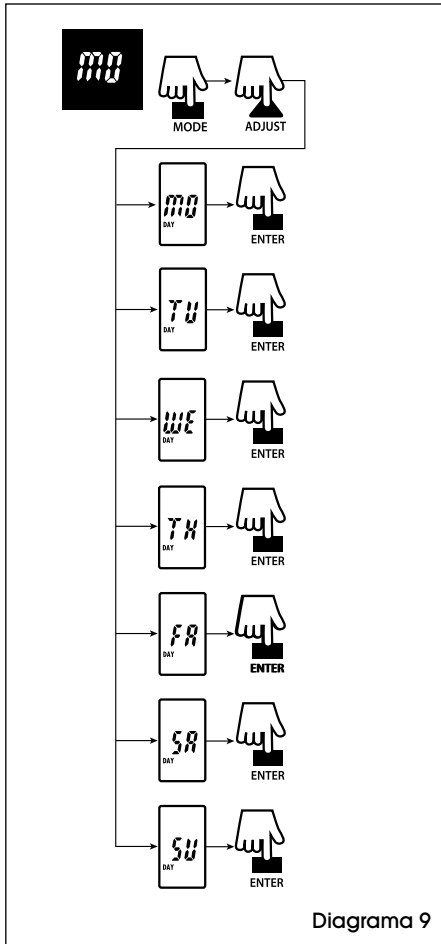 MO
MODE ADJUST
MO
DAY
ENTER
TU
DAY
ENTER
WE
DAY
ENTER
TH
DAY
ENTER
FA
DAY
ENTER
SA
DAY
ENTER
SU
DAY
ENTER
Diagrama 9